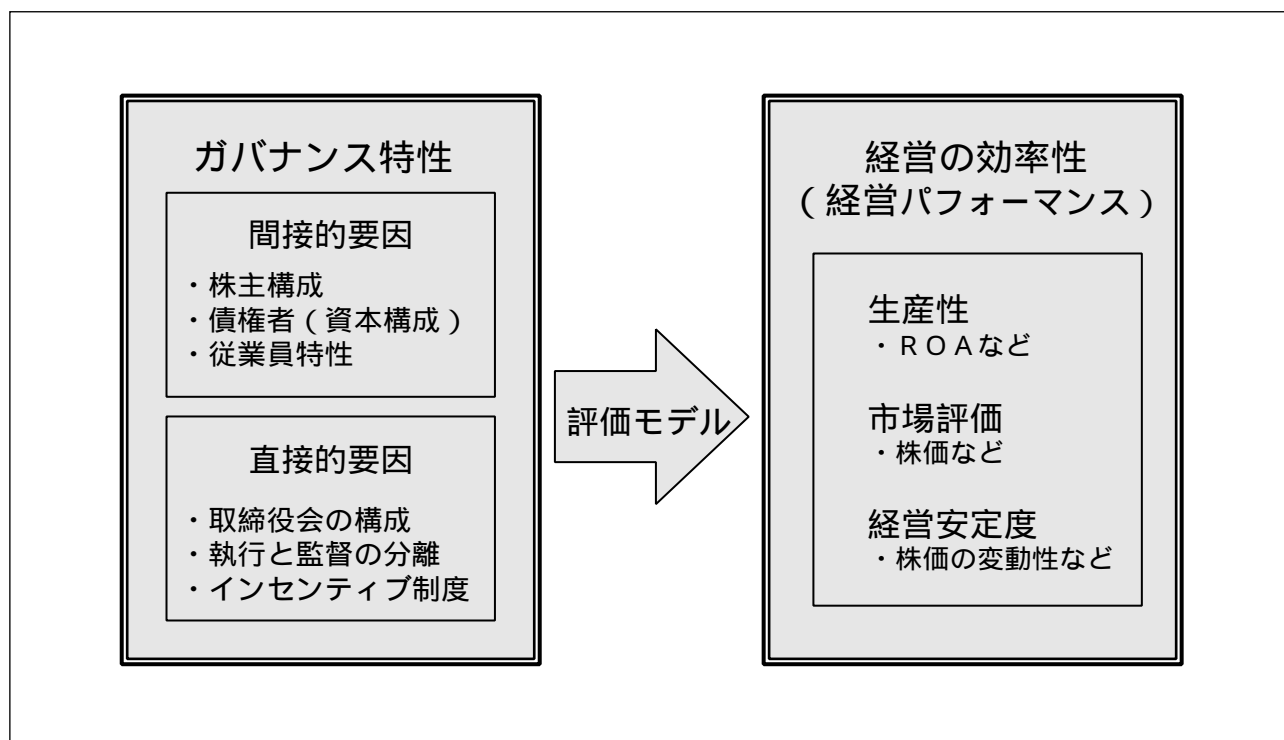 ガバナンス特性
間接的要因
・株主構成
・債権者（資本構成）
・従業員特性
直接的要因
・取締役会の構成
・執行と監督の分離
・インセンティブ制度
評価モデル
経営の効率性
（経営パフォーマンス）
生産性
・ＲＯＡなど
市場評価
・株価など
経営安定度
・株価の変動性など